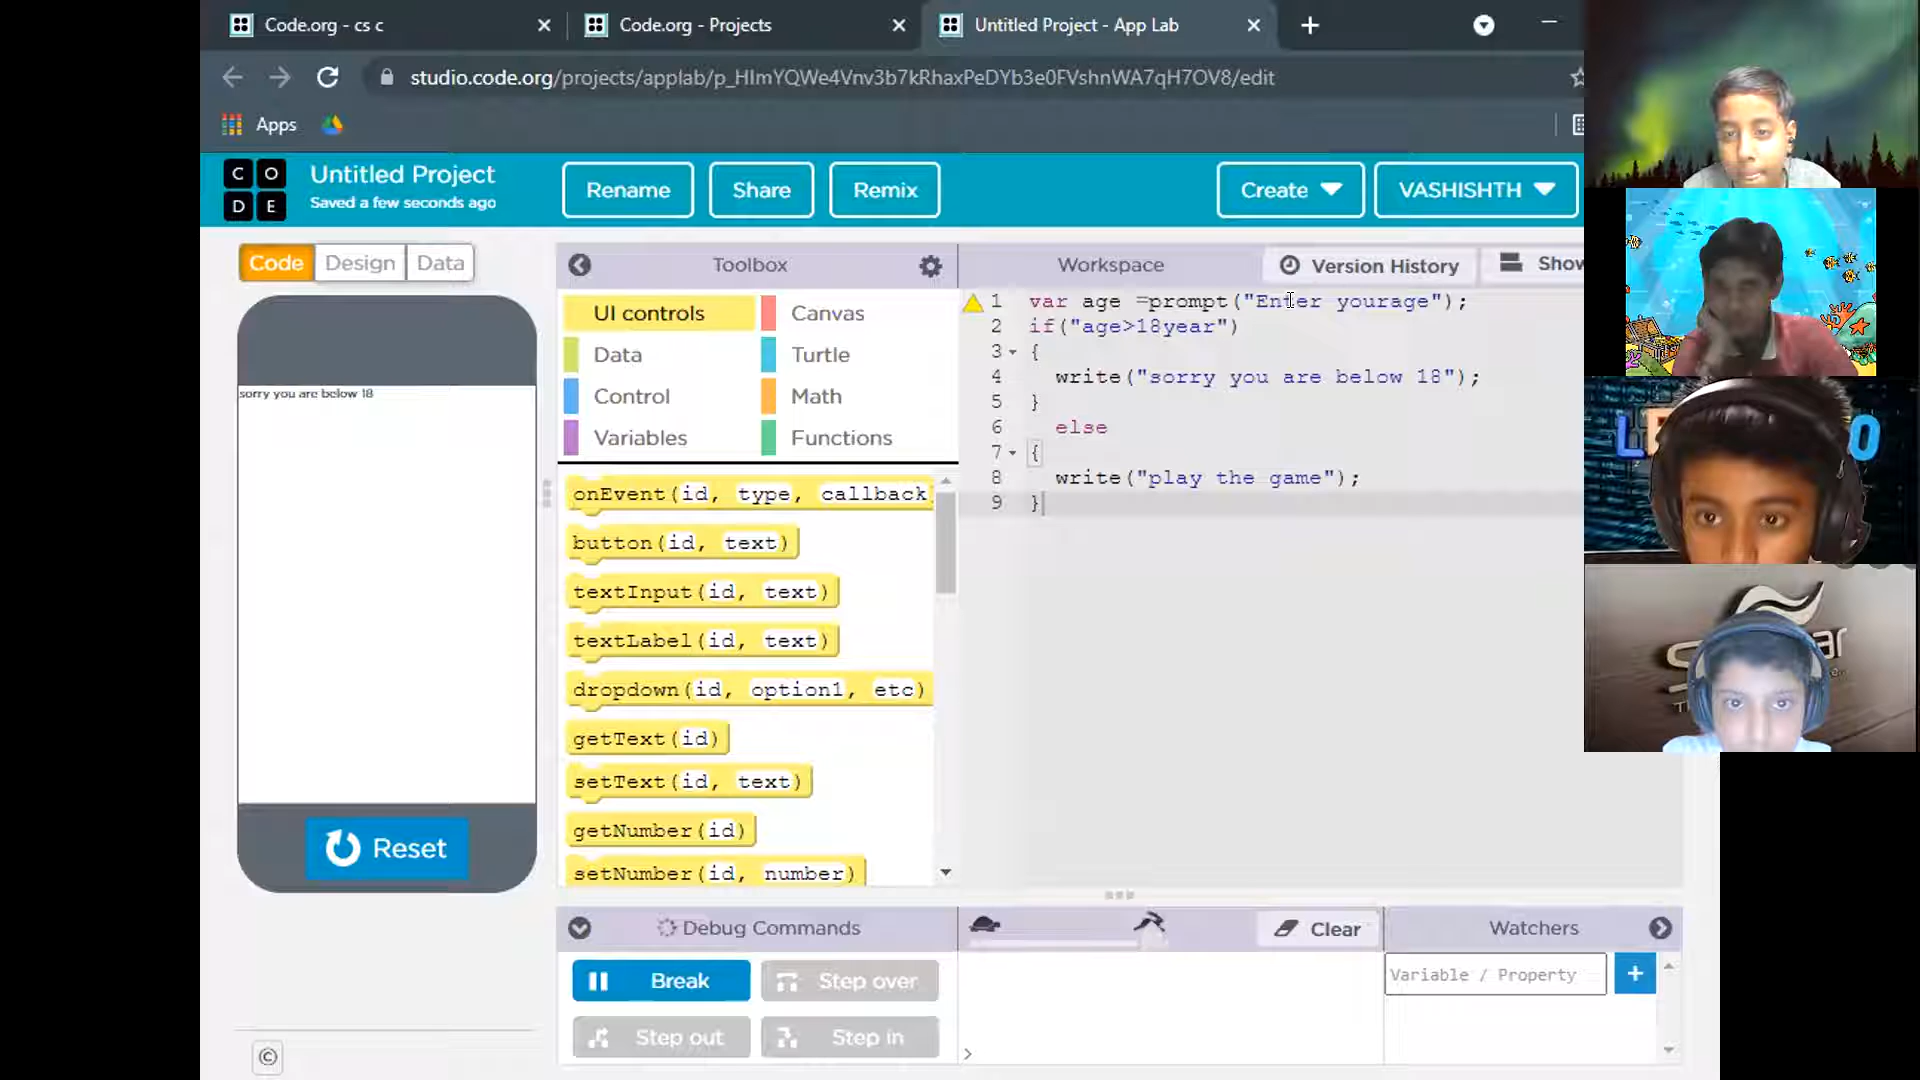 Code.org - cs c
Code.org - Projects
Untitled Project - App Lab
studio.code.org/projects/applab/p_HImYQWe4Vnv3b7kRhaxPeDYb3e0FVshnWA7qH7OV8/edit
Apps
CODE
Untitled Project
Saved a few seconds ago
Rename
Share
Remix
Create
VASHISHTH
Code
Design
Data
sorry you are below 18
Reset
Toolbox
UI controls
Canvas
Data
Turtle
Control
Math
Variables
Functions
onEvent(id, type, callback
button(id, text)
textInput(id, text)
textLabel(id, text)
dropdown(id, option1, etc)
getText(id)
setText(id, text)
getNumber(id)
setNumber(id, number)
Workspace
Version History
Show
1 var age =prompt("Enter yourage");
2 if("age>18year")
3 {
4 write("sorry you are below 18");
5 }
6 else
7 {
8 write("play the game");
9 }
Debug Commands
Clear
Watchers
Break
Step over
Step out
Step in
Variable / Property
+
>
©